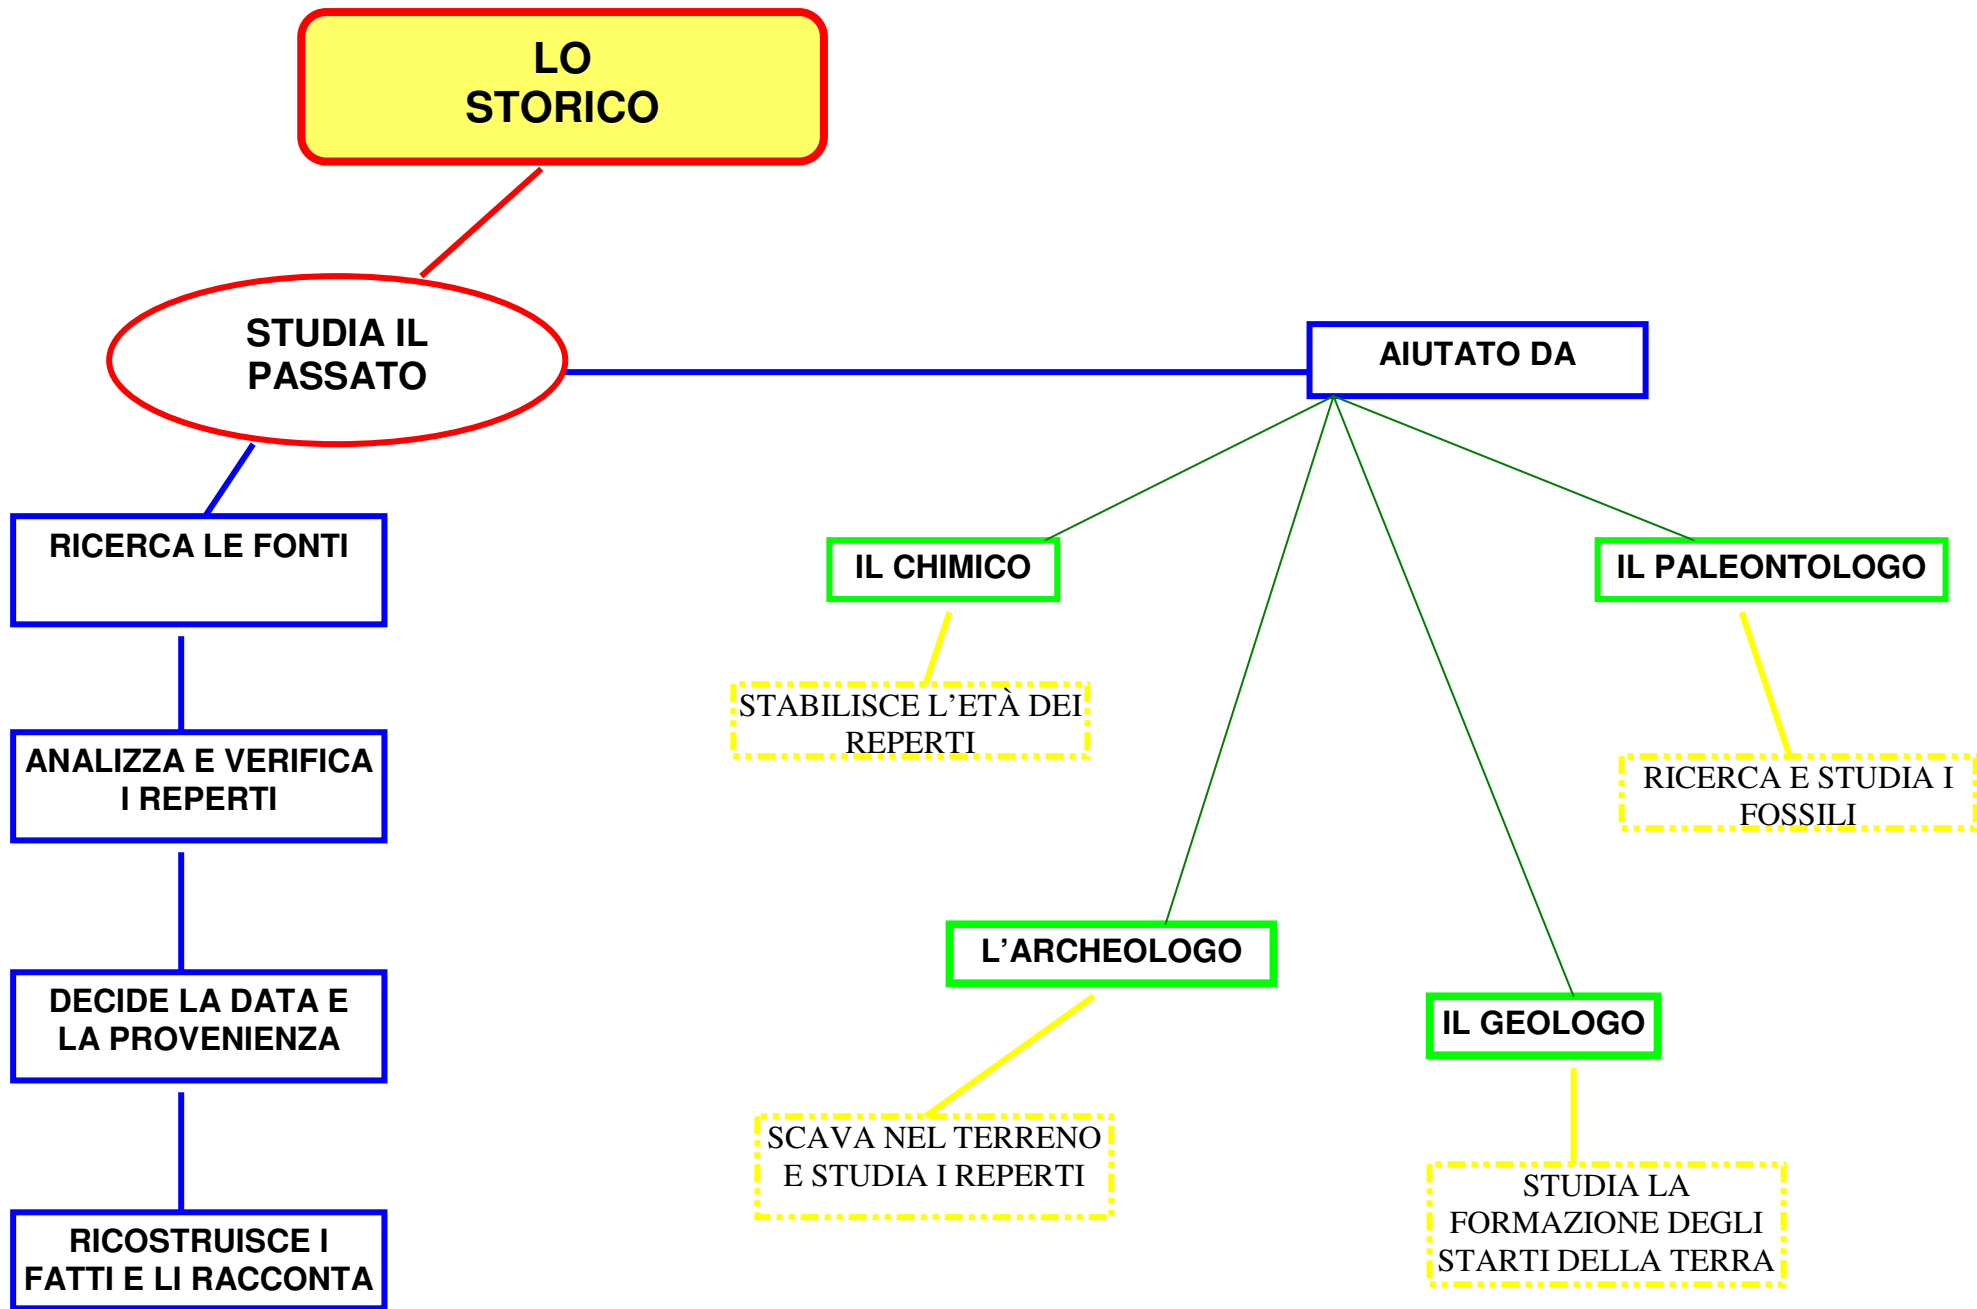 LO
STORICO
STUDIA IL
PASSATO
AIUTATO DA
RICERCA LE FONTI
ANALIZZA E VERIFICA
I REPERTI
DECIDE LA DATA E
LA PROVENIENZA
RICOSTRUISCE I
FATTI E LI RACCONTA
IL CHIMICO
STABILISCE L’ETÀ DEI
REPERTI
IL PALEONTOLOGO
RICERCA E STUDIA I
FOSSILI
L’ARCHEOLOGO
SCAVA NEL TERRENO
E STUDIA I REPERTI
IL GEOLOGO
STUDIA LA
FORMAZIONE DEGLI
STARTI DELLA TERRA